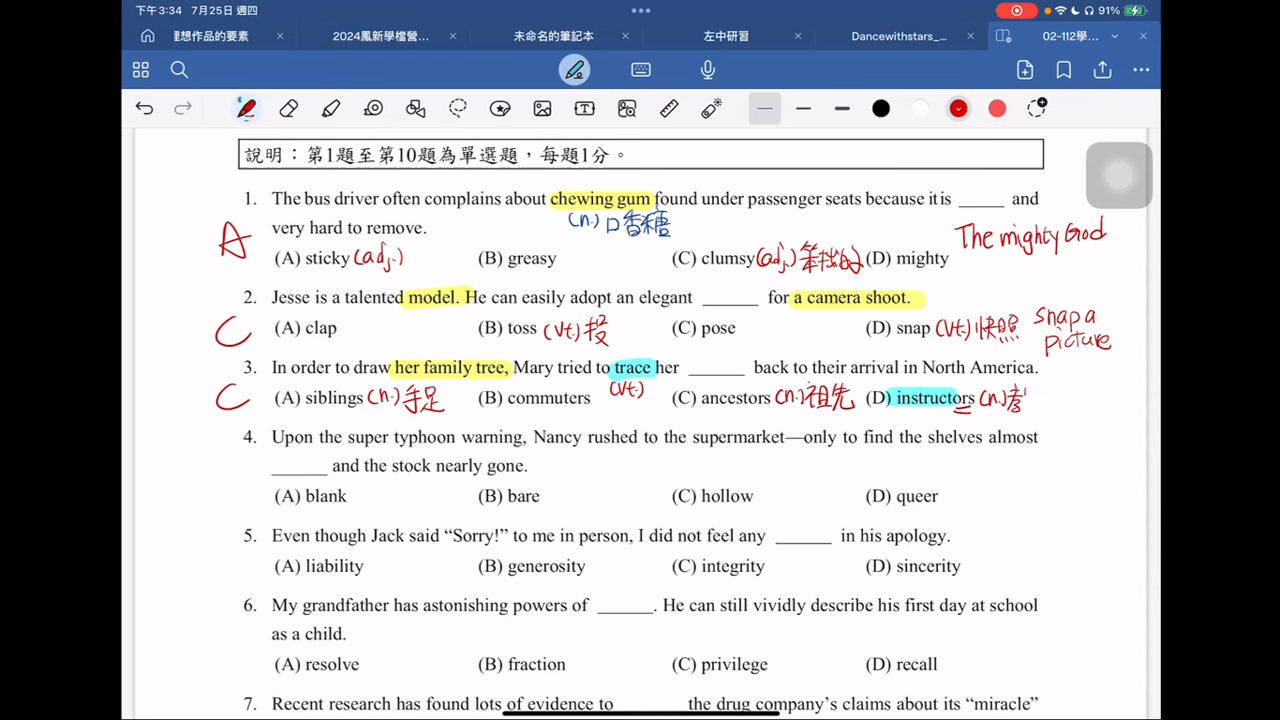 下午3:34 7月25日 週四
91%
理想作品的要素 × 2024鳳新學檔營... × 未命名的筆記本 × 左中研習 × Dancewithstars_... × 02-112學...
說明：第1題至第10題為單選題，每題1分。
1. The bus driver often complains about chewing gum found under passenger seats because it is _____ and
(n.) 口香糖
very hard to remove.
The mighty God
A
(A) sticky (adj.) (B) greasy (C) clumsy (adj.) 笨拙的 (D) mighty
2. Jesse is a talented model. He can easily adopt an elegant ______ for a camera shoot.
C
(A) clap (B) toss (vt.) 投 (C) pose (D) snap (vt.) 快照 snap a
picture
3. In order to draw her family tree, Mary tried to trace her ______ back to their arrival in North America.
(vt.)
C
(A) siblings (n.) 手足 (B) commuters (C) ancestors (n.) 祖先 (D) instructors (n.)
4. Upon the super typhoon warning, Nancy rushed to the supermarket—only to find the shelves almost
______ and the stock nearly gone.
(A) blank (B) bare (C) hollow (D) queer
5. Even though Jack said “Sorry!” to me in person, I did not feel any ______ in his apology.
(A) liability (B) generosity (C) integrity (D) sincerity
6. My grandfather has astonishing powers of ______. He can still vividly describe his first day at school
as a child.
(A) resolve (B) fraction (C) privilege (D) recall
7. Recent research has found lots of evidence to ______ the drug company’s claims about its “miracle”